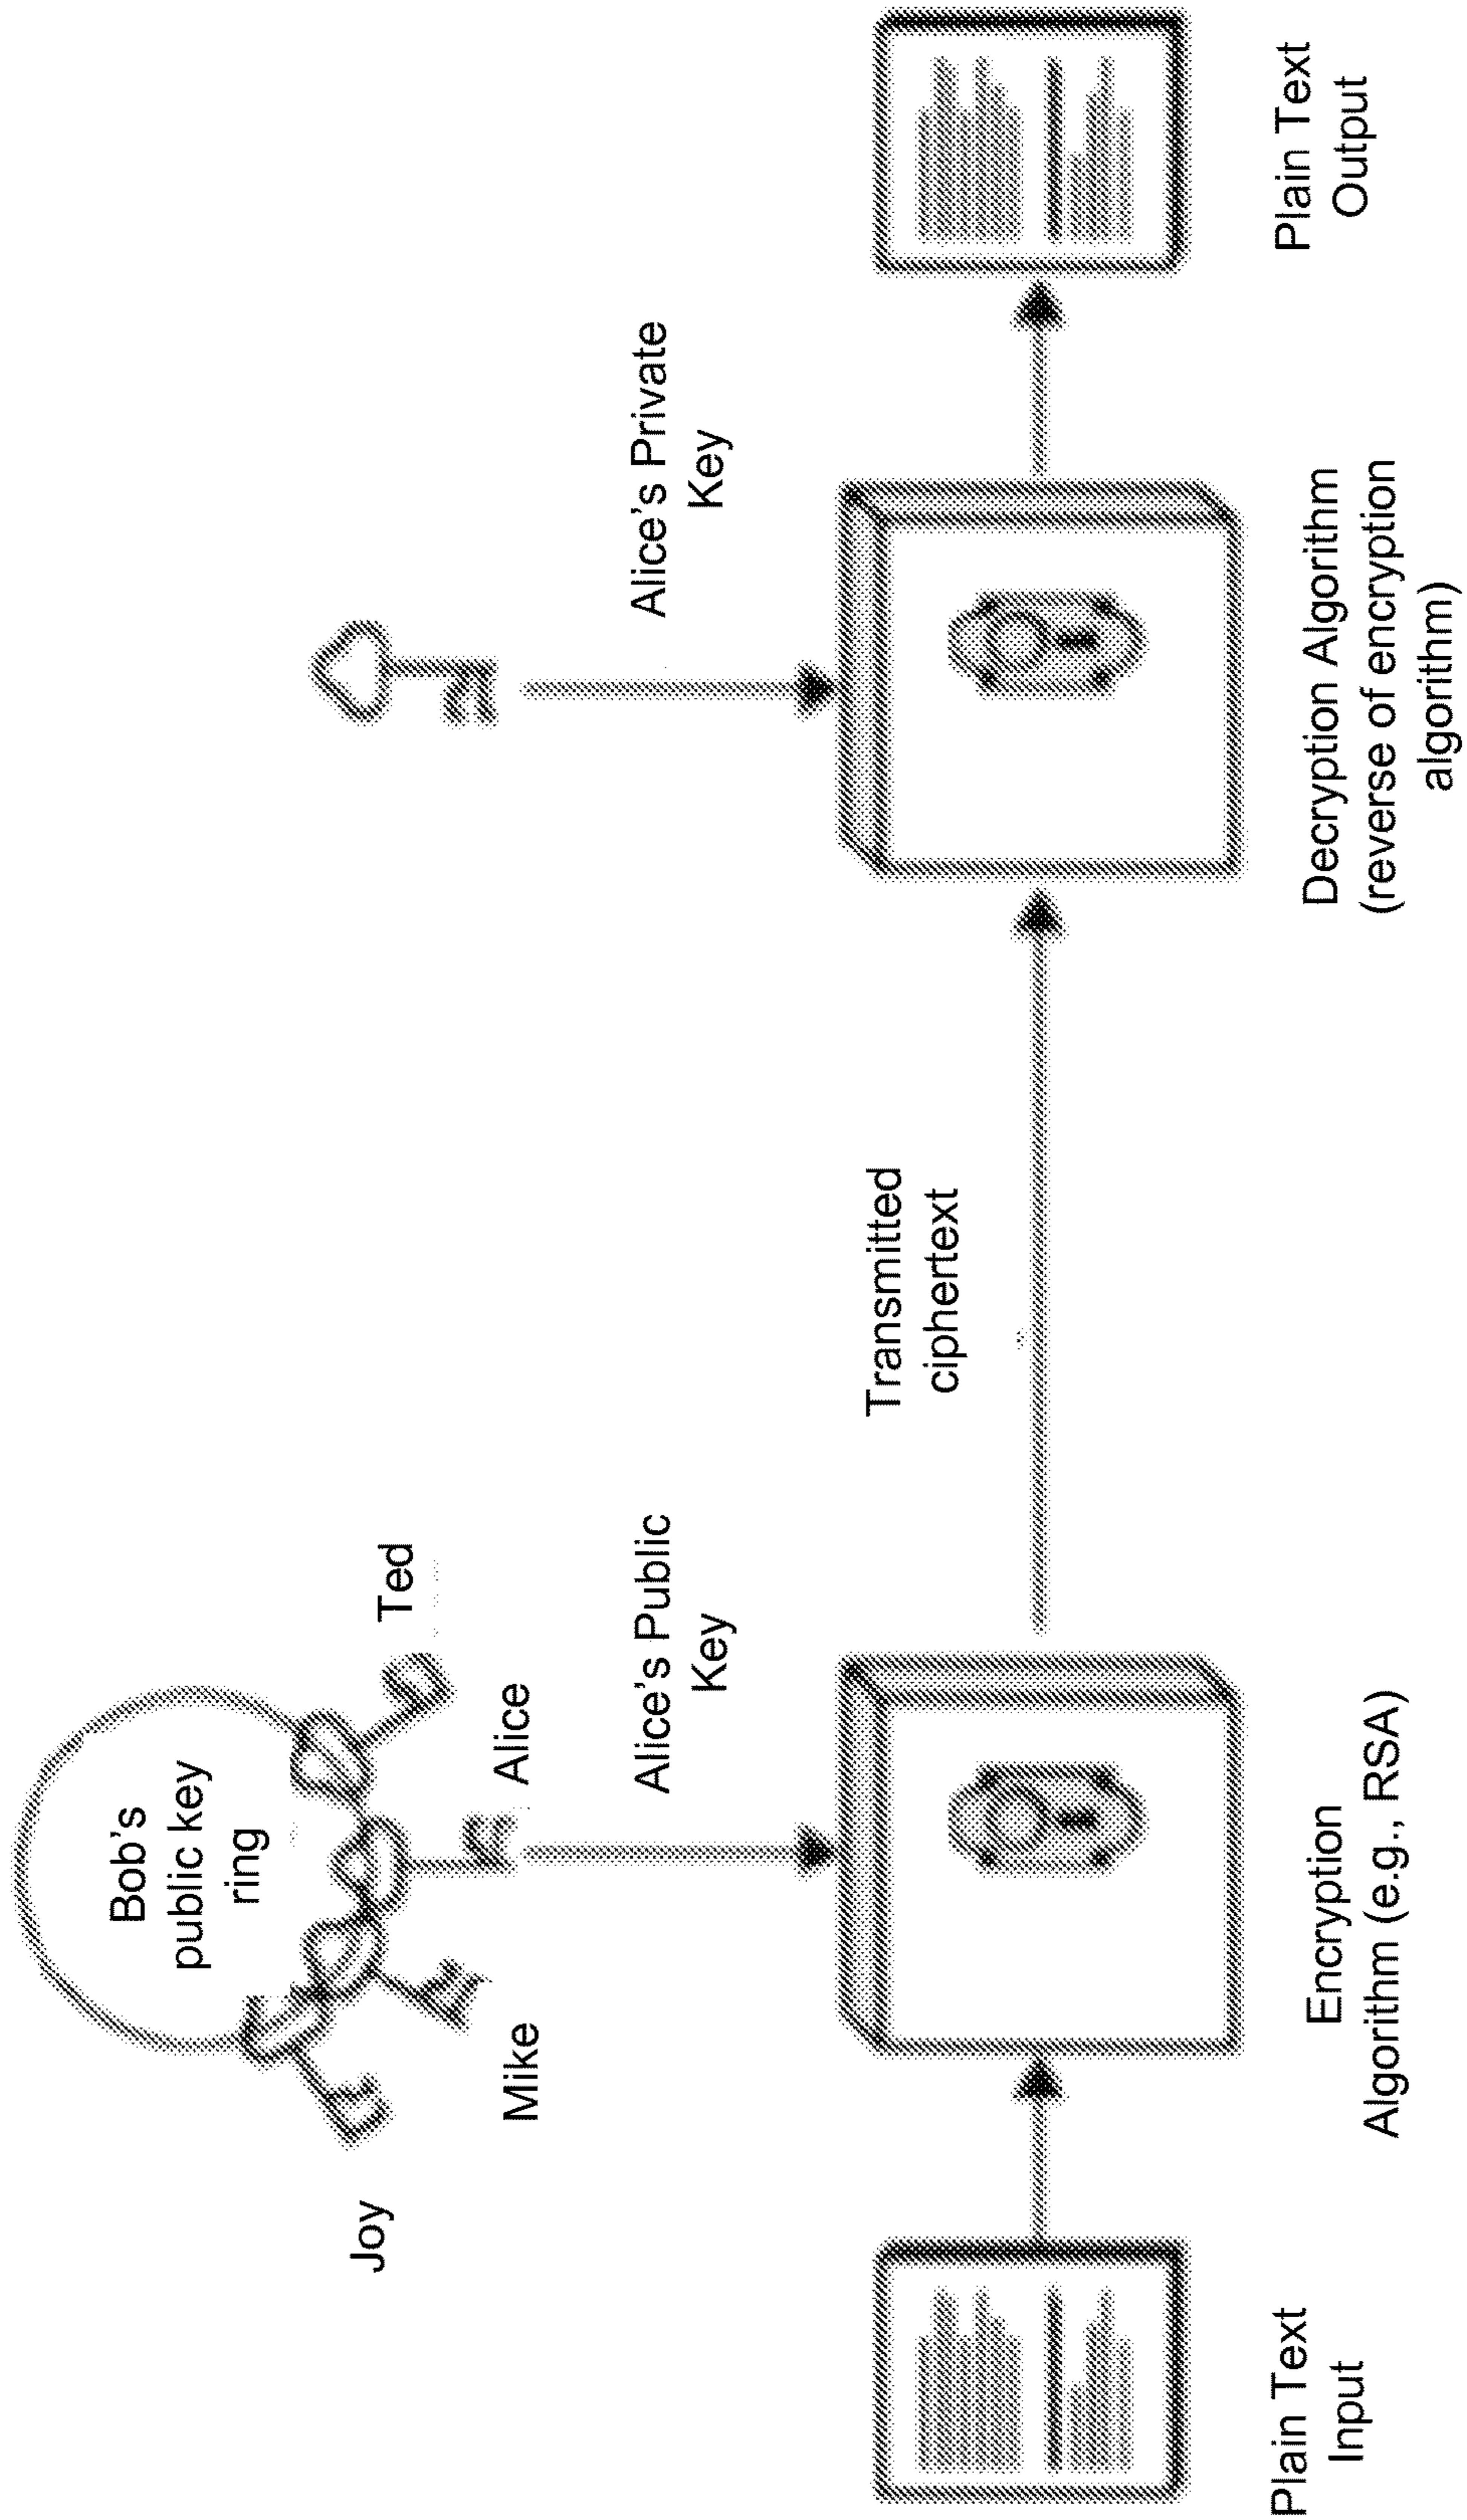 Bob's
public key
ring
Joy
Mike
Alice
Ted
Alice's Public
Key
Alice's Private
Key
Transmitted
ciphertext
Plain Text
Input
Encryption
Algorithm (e.g., RSA)
Decryption Algorithm
(reverse of encryption
algorithm)
Plain Text
Output